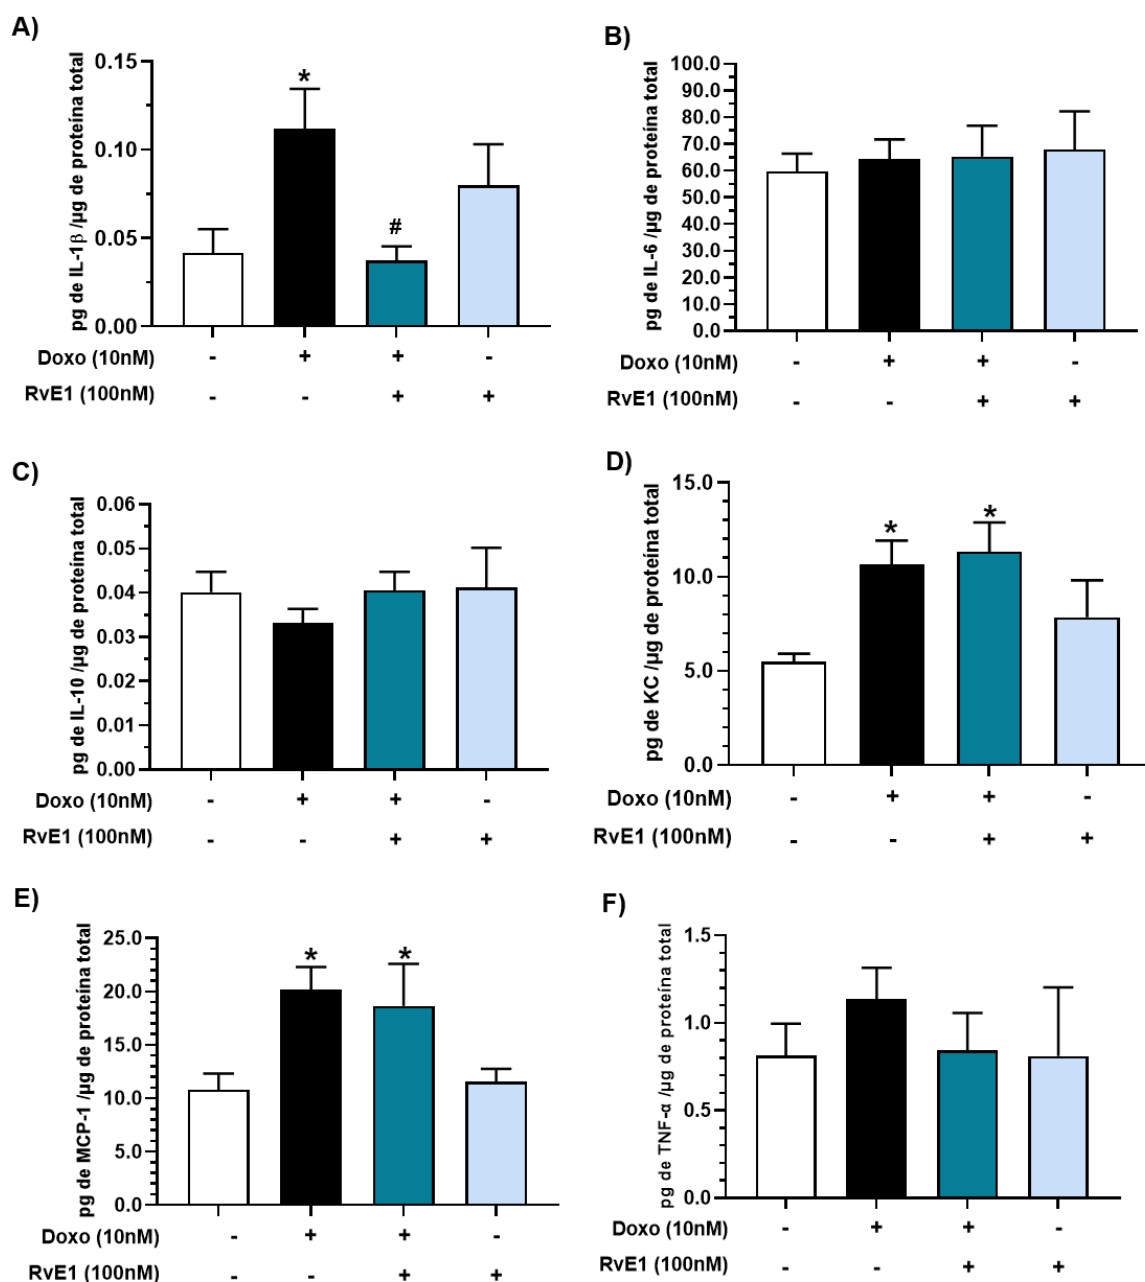 A)
pg de IL-1β /µg de proteína total
0.15
0.10
0.05
0.00
*
#
Doxo (10nM) - + + -
RvE1 (100nM) - - + +
B)
pg de IL-6 /µg de proteína total
100.0
90.0
80.0
70.0
60.0
50.0
40.0
30.0
20.0
10.0
0.0
Doxo (10nM) - + + -
RvE1 (100nM) - - + +
C)
pg de IL-10 /µg de proteína total
0.06
0.05
0.04
0.03
0.02
0.01
0.00
Doxo (10nM) - + + -
RvE1 (100nM) - - + +
D)
pg de KC /µg de proteína total
15.0
10.0
5.0
0.0
* *
Doxo (10nM) - + + -
RvE1 (100nM) - - + +
E)
pg de MCP-1 /µg de proteína total
25.0
20.0
15.0
10.0
5.0
0.0
* *
Doxo (10nM) - + + -
RvE1 (100nM) - - + +
F)
pg de TNF-α /µg de proteína total
1.5
1.0
0.5
0.0
Doxo (10nM) - + + -
RvE1 (100nM) - - + +